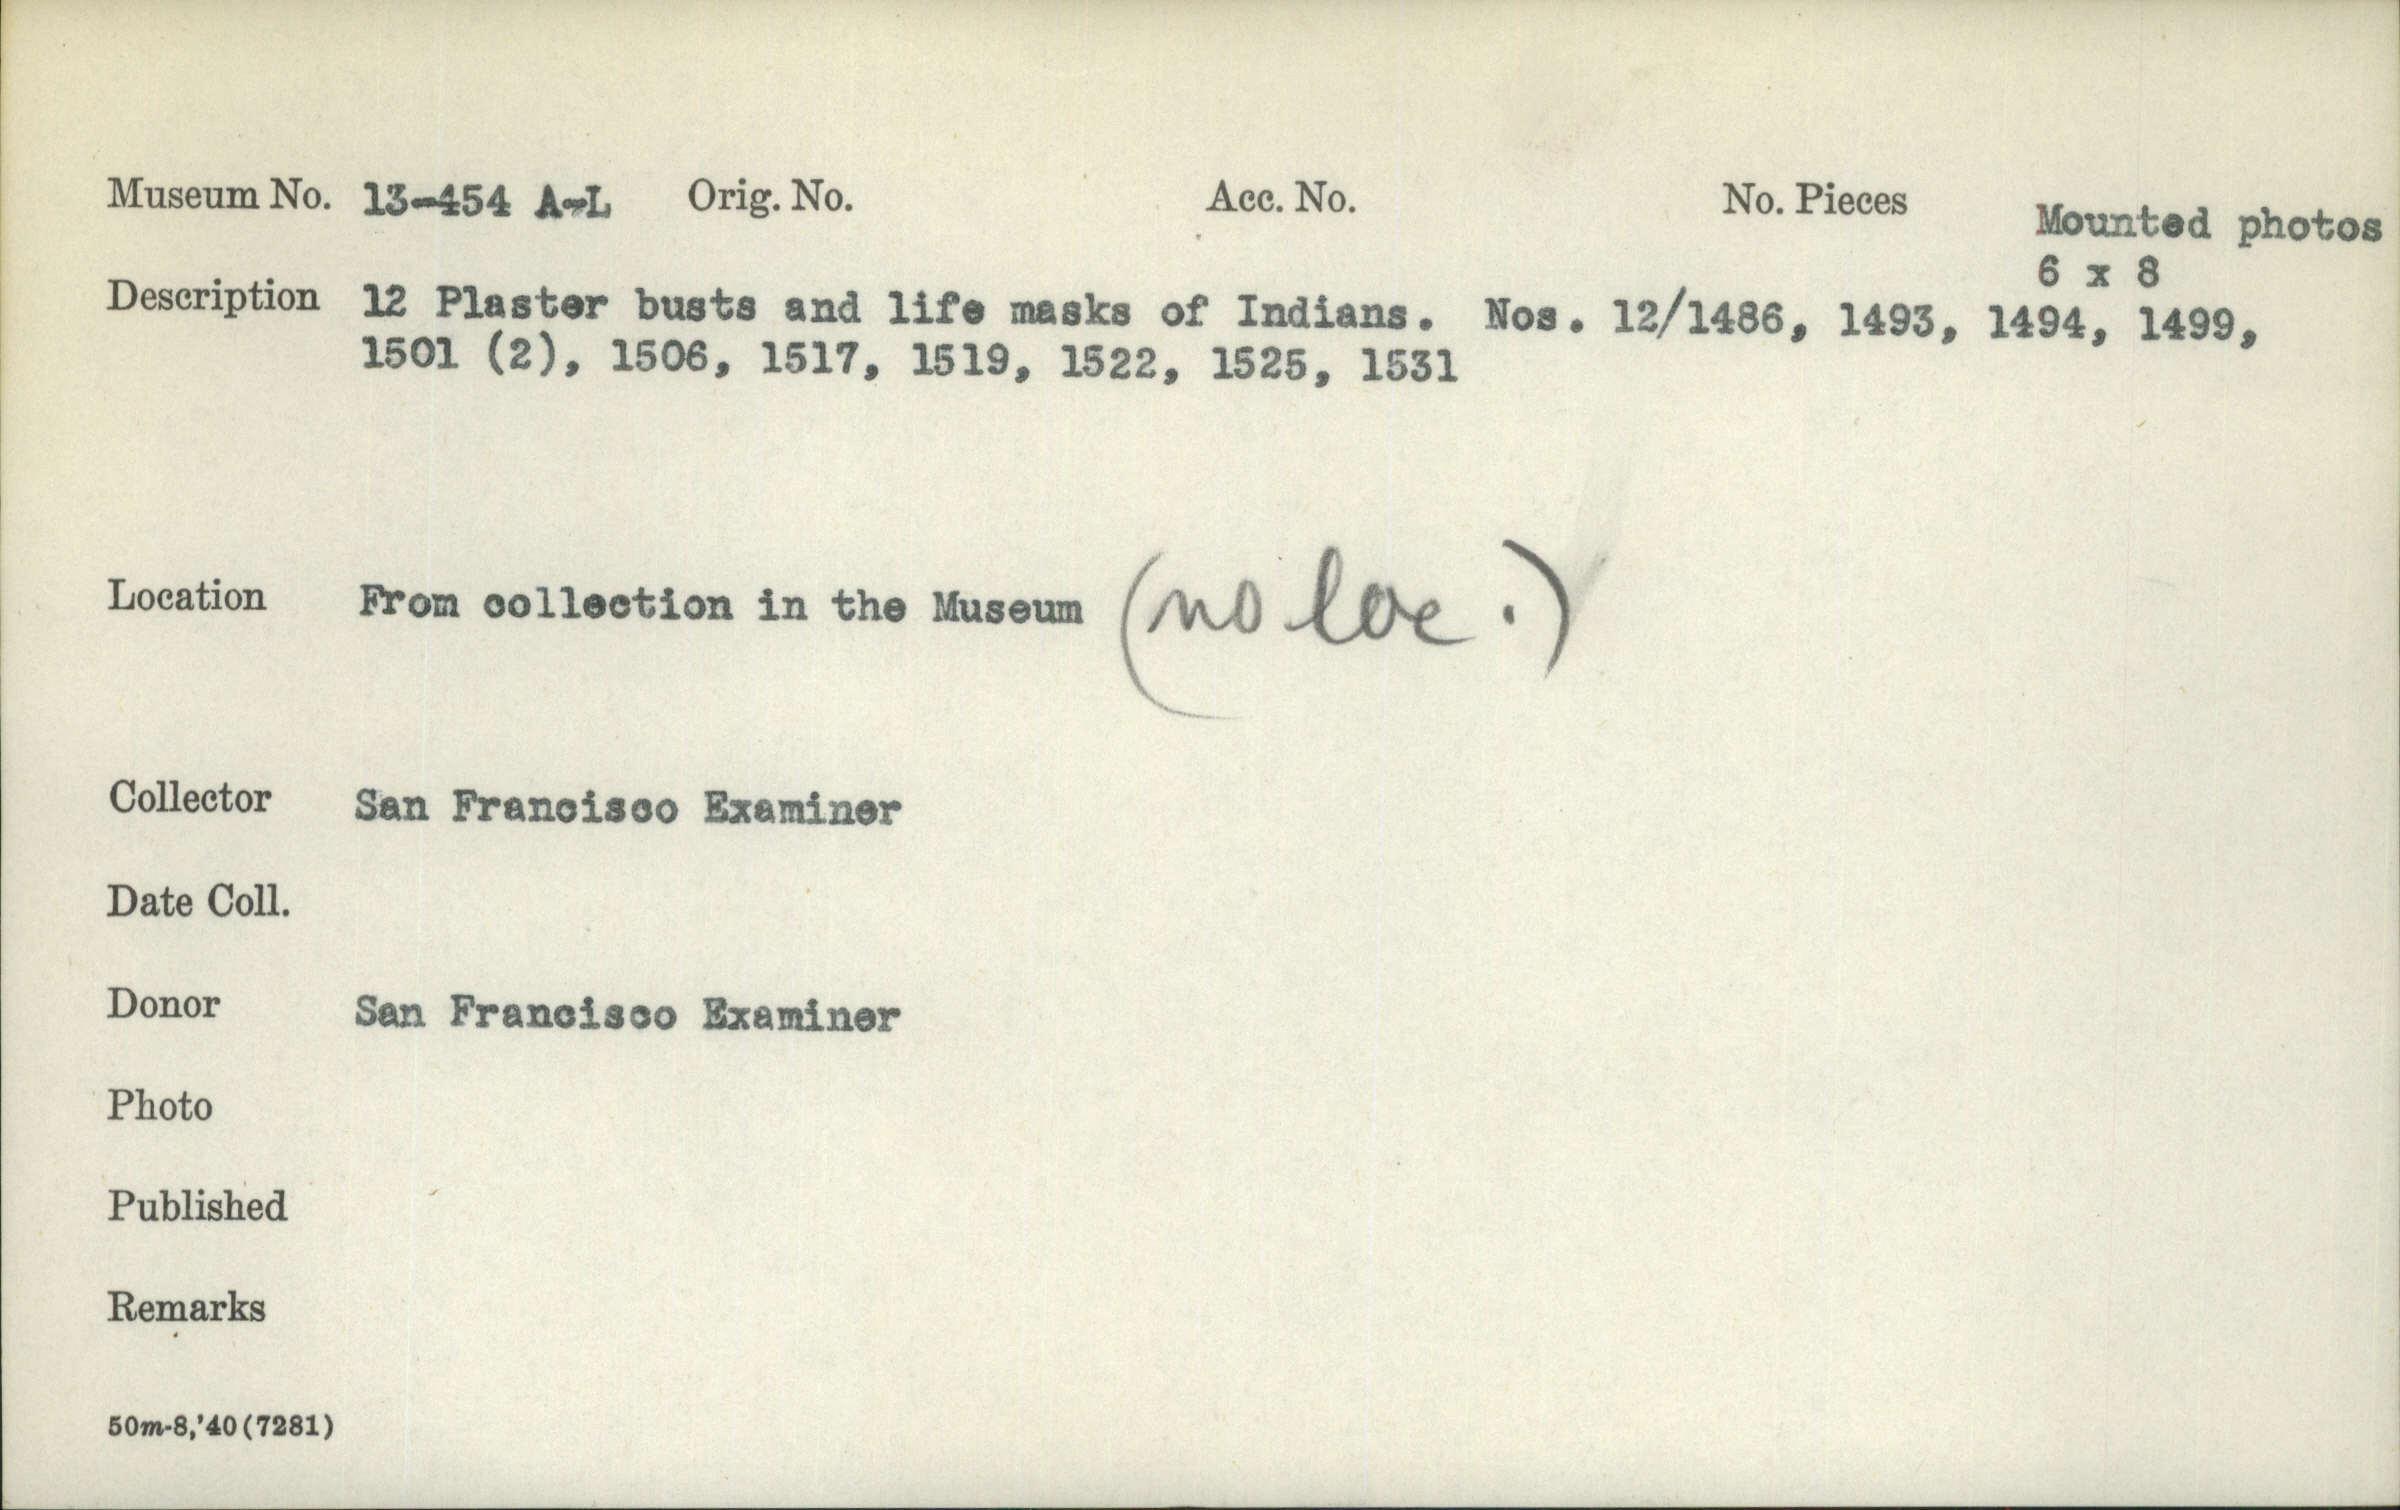 Museum No. 13-454 A-L Orig. No. Acc. No. No. Pieces Mounted photos
6 x 8
Description 12 Plaster busts and life masks of Indians. Nos. 12/1486, 1493, 1494, 1499,
1501 (2), 1506, 1517, 1519, 1522, 1525, 1531
Location From collection in the Museum (no loc.)
Collector San Francisco Examiner
Date Coll.
Donor San Francisco Examiner
Photo
Published
Remarks
50m-8,'40(7281)